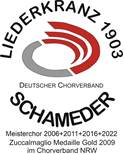 LIEDERKRANZ 1903
DEUTSCHER CHORVERBAND
SCHAMEDER
Meisterchor 2006+2011+2016+2022
Zuccalmaglio Medaille Gold 2009
im Chorverband NRW